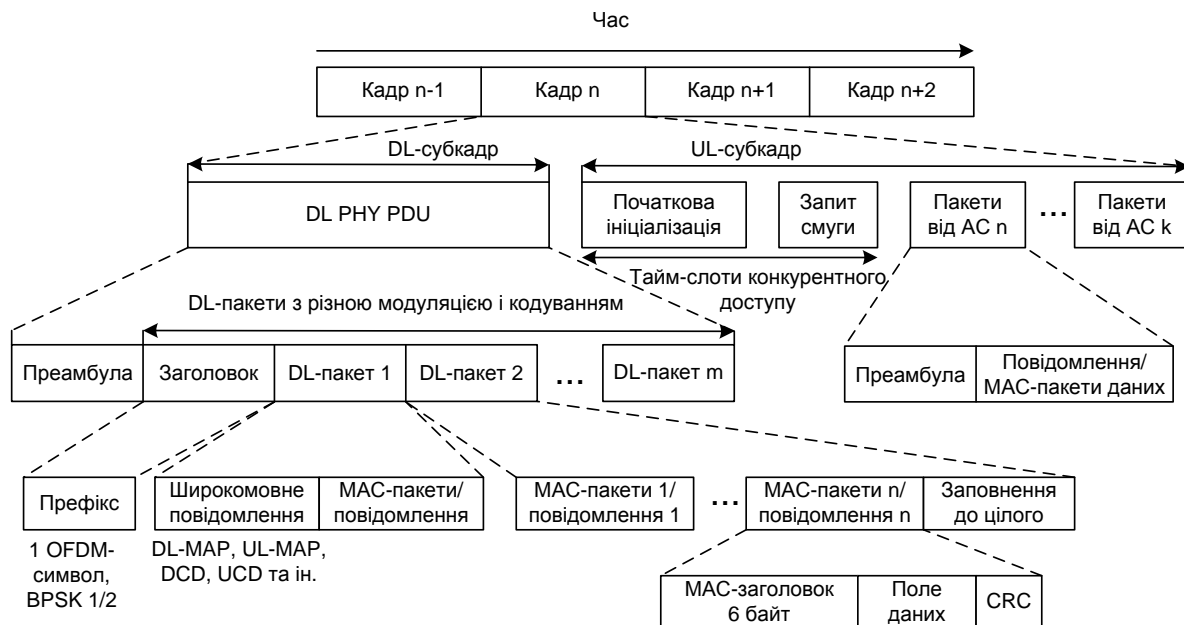 Час
Кадр n-1
Кадр n
Кадр n+1
Кадр n+2
DL-субкадр
UL-субкадр
DL PHY PDU
Початкова
ініціалізація
Запит
смуги
Пакети
від АС n
...
Пакети
від АС k
Тайм-слоти конкурентного
доступу
DL-пакети з різною модуляцією і кодуванням
Преамбула
Заголовок
DL-пакет 1
DL-пакет 2
...
DL-пакет m
Преамбула
Повідомлення/
МАС-пакети даних
Префікс
Широкомовне
повідомлення
МАС-пакети/
повідомлення
МАС-пакети 1/
повідомлення 1
...
МАС-пакети n/
повідомлення n
Заповнення
до цілого
1 OFDM-
символ,
BPSK 1/2
DL-MAP, UL-MAP,
DCD, UCD та ін.
МАС-заголовок
6 байт
Поле
даних
CRC